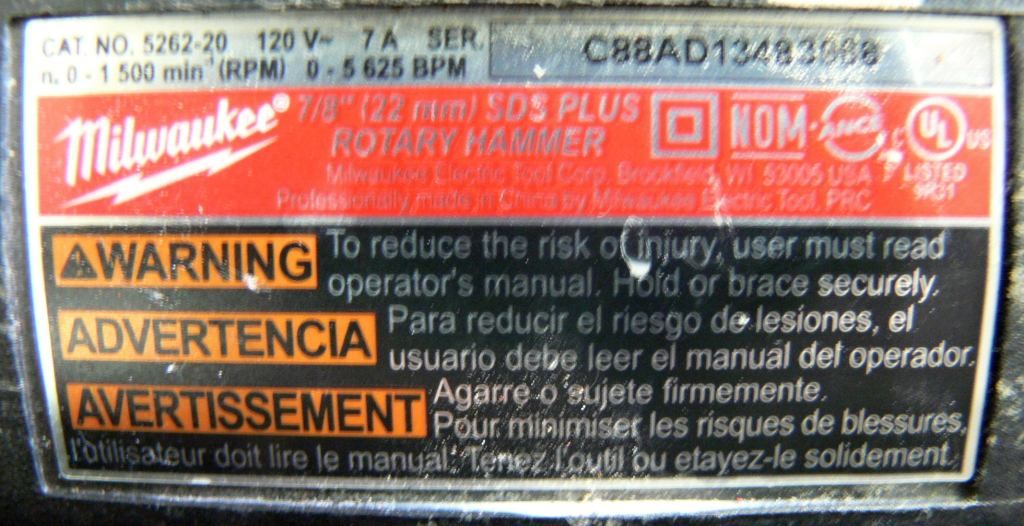 CAT. NO. 5262-20 120 V~ 7 A SER.
n₀ 0 - 1 500 min⁻¹ (RPM) 0 - 5 625 BPM
Milwaukee®
7/8" (22 mm) SDS PLUS
ROTARY HAMMER
NOM
ANCE
C UL US
LISTED
Milwaukee Electric Tool Corp. Brookfield, WI 53005 USA
Professionally made in China by Milwaukee Electric Tool, PRC
WARNING To reduce the risk of injury, user must read
operator's manual. Hold or brace securely.
ADVERTENCIA Para reducir el riesgo de lesiones, el
usuario debe leer el manual del operador.
Agarre o sujete firmemente.
AVERTISSEMENT Pour minimiser les risques de blessures,
l'utilisateur doit lire le manual. Tenez l'outil ou etayez-le solidement.